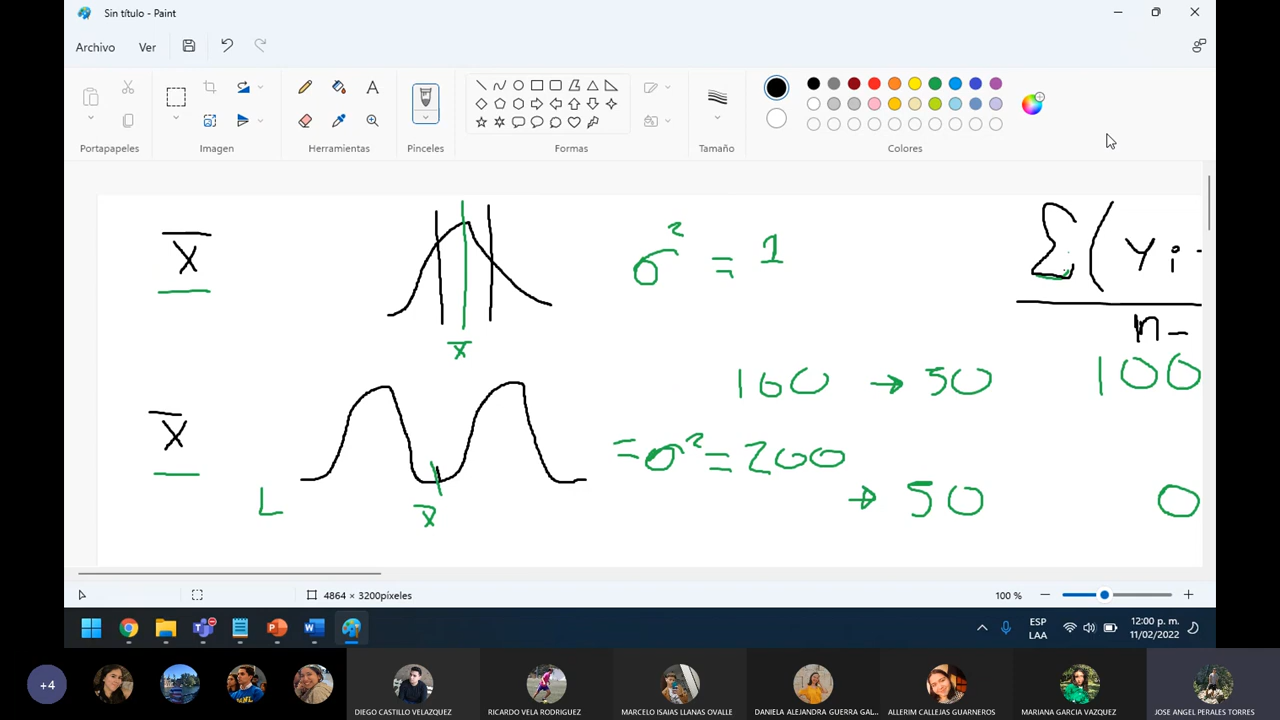 Sin título - Paint
Archivo Ver
Portapapeles Imagen Herramientas Pinceles Formas Tamaño Colores
X̅
σ² = 1
Σ(Yi -
n -
x̅
100 → 50
100
X̅
= σ² = 200
→ 50
0
L
x̅
4864 × 3200píxeles
100 %
ESP
LAA
12:00 p. m.
11/02/2022
+4
DIEGO CASTILLO VELAZQUEZ
RICARDO VELA RODRIGUEZ
MARCELO ISAIAS LLANAS OVALLE
DANIELA ALEJANDRA GUERRA GAL...
ALLERIM CALLEJAS GUARNEROS
MARIANA GARCIA VAZQUEZ
JOSE ANGEL PERALES TORRES